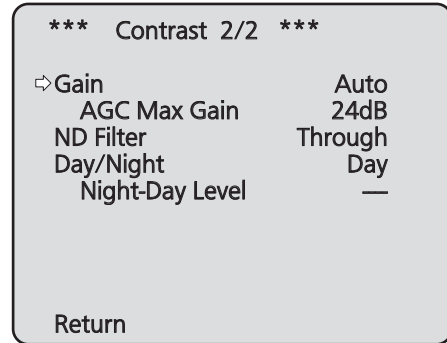 *** Contrast 2/2 ***
⇨Gain Auto
AGC Max Gain 24dB
ND Filter Through
Day/Night Day
Night-Day Level —
Return